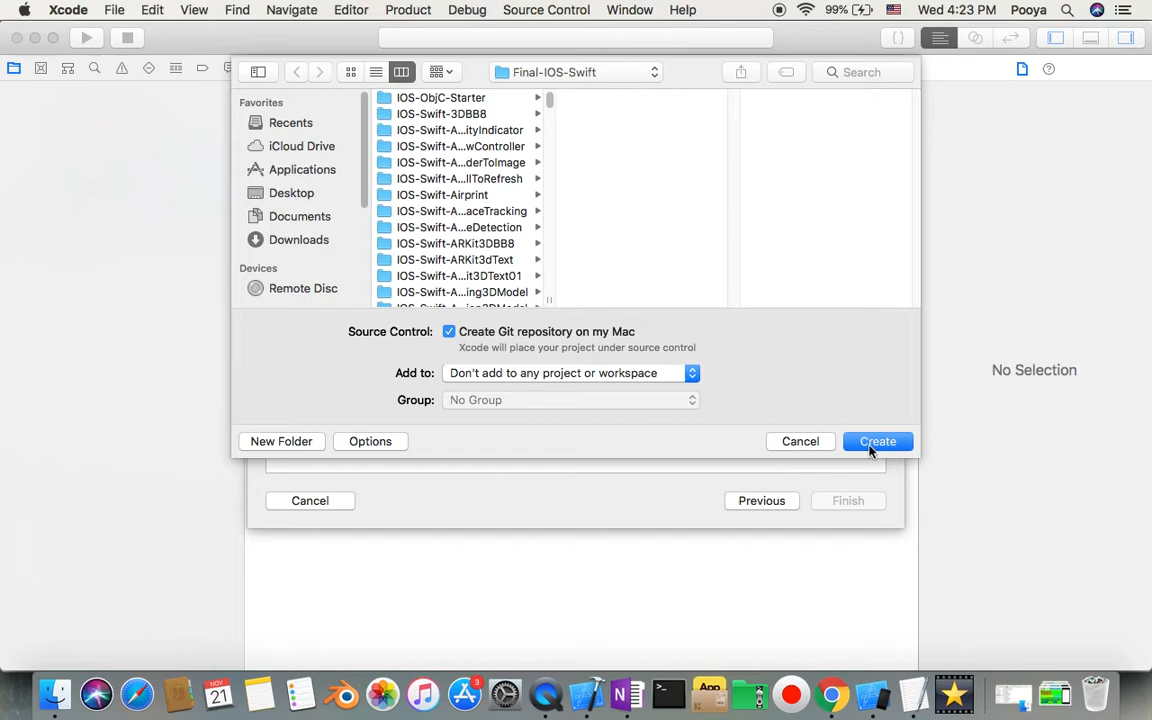 Xcode File Edit View Find Navigate Editor Product Debug Source Control Window Help 99% Wed 4:23 PM Pooya
{ }
Final-IOS-Swift
Search
Favorites
Recents
iCloud Drive
Applications
Desktop
Documents
Downloads
Devices
Remote Disc
IOS-ObjC-Starter
IOS-Swift-3DBB8
IOS-Swift-A...ityIndicator
IOS-Swift-A...wController
IOS-Swift-A...derToImage
IOS-Swift-A...llToRefresh
IOS-Swift-Airprint
IOS-Swift-A...aceTracking
IOS-Swift-A...eDetection
IOS-Swift-ARKit3DBB8
IOS-Swift-ARKit3dText
IOS-Swift-A...it3DText01
IOS-Swift-A...ing3DModel
Source Control: Create Git repository on my Mac
Xcode will place your project under source control
Add to: Don't add to any project or workspace
Group: No Group
New Folder Options Cancel Create
Cancel Previous Finish
No Selection
NOV
21
3
App